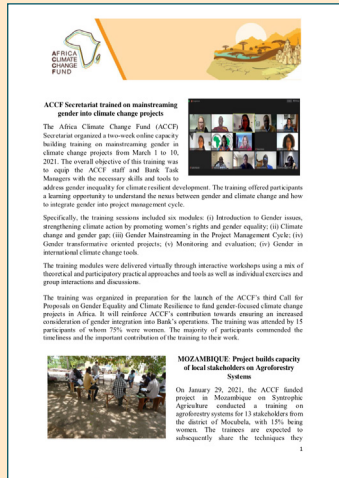 AFRICA
CLIMATE
CHANGE
FUND
ACCF Secretariat trained on mainstreaming
gender into climate change projects
The Africa Climate Change Fund (ACCF)
Secretariat organized a two-week online capacity
building training on mainstreaming gender in
climate change projects from March 1 to 10,
2021. The overall objective of this training was
to equip the ACCF staff and Bank Task
Managers with the necessary skills and tools to
address gender inequality for climate resilient development. The training offered participants
a learning opportunity to understand the nexus between gender and climate change and how
to integrate gender into project management cycle.
Specifically, the training sessions included six modules: (i) Introduction to Gender issues,
strengthening climate action by promoting women's rights and gender equality; (ii) Climate
change and gender gap; (iii) Gender Mainstreaming in the Project Management Cycle; (iv)
Gender transformative oriented projects; (v) Monitoring and evaluation; (iv) Gender in
international climate change tools.
The training modules were delivered virtually through interactive workshops using a mix of
theoretical and participatory practical approaches and tools as well as individual exercises and
group interactions and discussions.
The training was organized in preparation for the launch of the ACCF's third Call for
Proposals on Gender Equality and Climate Resilience to fund gender-focused climate change
projects in Africa. It will reinforce ACCF's contribution towards ensuring an increased
consideration of gender integration into Bank's operations. The training was attended by 15
participants of whom 75% were women. The majority of participants commended the
timeliness and the important contribution of the training to their work.
MOZAMBIQUE: Project builds capacity
of local stakeholders on Agroforestry
Systems
On January 29, 2021, the ACCF funded
project in Mozambique on Syntropic
Agriculture conducted a training on
agroforestry systems for 13 stakeholders from
the district of Mocubela, with 15% being
women. The trainees are expected to
subsequently share the techniques they
1